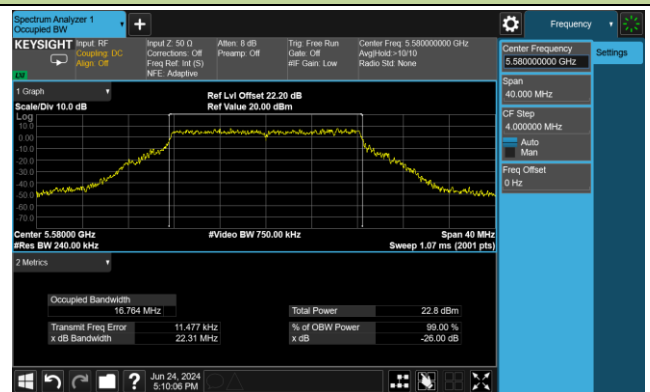 Spectrum Analyzer 1
Occupied BW
Frequency
KEYSIGHT
Input: RF
Coupling: DC
Align: Off
Input Z: 50 Ω
Corrections: Off
Freq Ref: Int (S)
NFE: Adaptive
Atten: 8 dB
Preamp: Off
Trig: Free Run
Gate: Off
#IF Gain: Low
Center Freq: 5.580000000 GHz
Avg|Hold:>10/10
Radio Std: None
Center Frequency
5.580000000 GHz
Settings
Span
40.000 MHz
CF Step
4.000000 MHz
Auto
Man
Freq Offset
0 Hz
1 Graph
Scale/Div 10.0 dB
Ref Lvl Offset 22.20 dB
Ref Value 20.00 dBm
Log
10.0
0.00
-10.0
-20.0
-30.0
-40.0
-50.0
-60.0
-70.0
Center 5.58000 GHz
#Res BW 240.00 kHz
#Video BW 750.00 kHz
Span 40 MHz
Sweep 1.07 ms (2001 pts)
2 Metrics
Occupied Bandwidth
16.764 MHz
Total Power 22.8 dBm
Transmit Freq Error 11.477 kHz
% of OBW Power 99.00 %
x dB Bandwidth 22.31 MHz
x dB -26.00 dB
?
Jun 24, 2024
5:10:06 PM